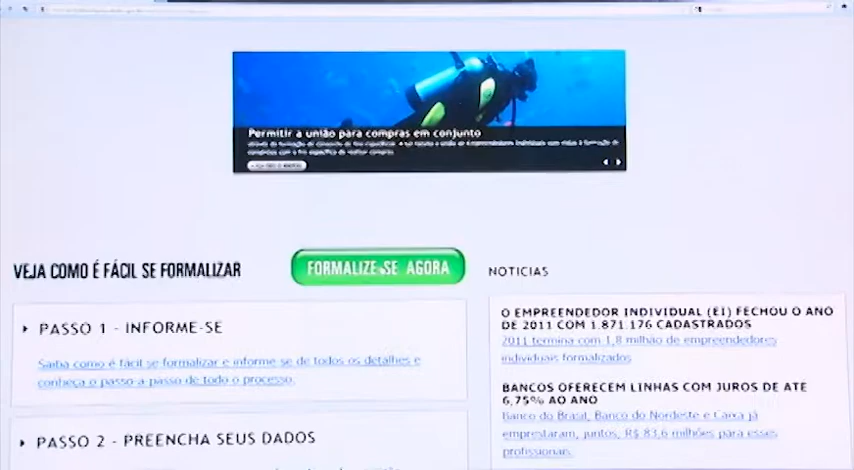 Permitir a união para compras em conjunto
VEJA COMO É FÁCIL SE FORMALIZAR
FORMALIZE-SE AGORA
PASSO 1 - INFORME-SE
Saiba como é fácil se formalizar e informe-se de todos os detalhes e
conheça o passo-a-passo de todo o processo.
PASSO 2 - PREENCHA SEUS DADOS
NOTICIAS
O EMPREENDEDOR INDIVIDUAL (EI) FECHOU O ANO
DE 2011 COM 1.871.176 CADASTRADOS
2011 termina com 1,8 milhão de empreendedores
individuais formalizados
BANCOS OFERECEM LINHAS COM JUROS DE ATE
6,75% AO ANO
Banco do Brasil, Banco do Nordeste e Caixa já
emprestaram, juntos, R$ 83,6 milhões para esses
profissionais.